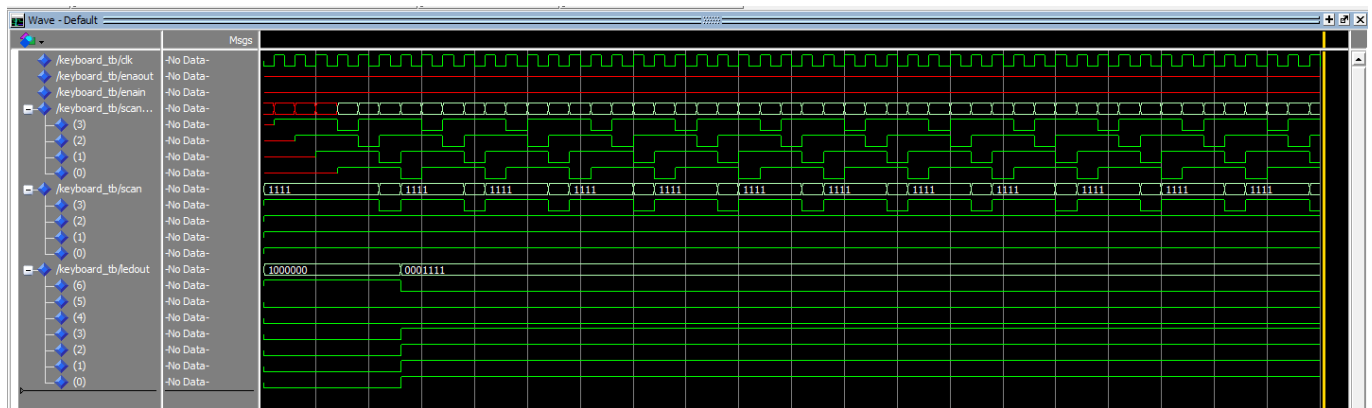 Wave - Default
Msgs
/keyboard_tb/clk -No Data-
/keyboard_tb/enaout -No Data-
/keyboard_tb/enain -No Data-
/keyboard_tb/scan... -No Data-
(3) -No Data-
(2) -No Data-
(1) -No Data-
(0) -No Data-
/keyboard_tb/scan -No Data- 1111 1111 1111 1111 1111 1111 1111 1111 1111 1111 1111 1111
(3) -No Data-
(2) -No Data-
(1) -No Data-
(0) -No Data-
/keyboard_tb/ledout -No Data- 1000000 0001111
(6) -No Data-
(5) -No Data-
(4) -No Data-
(3) -No Data-
(2) -No Data-
(1) -No Data-
(0) -No Data-